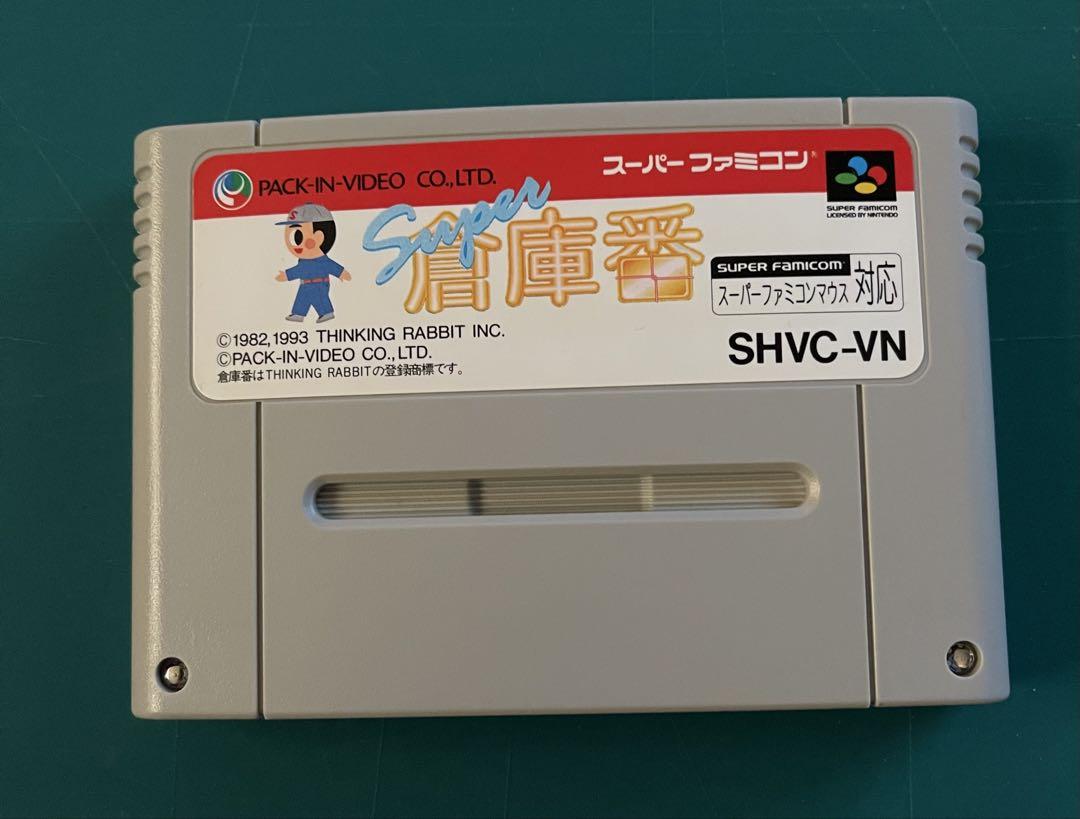 PACK-IN-VIDEO CO.,LTD.
スーパーファミコン®
SUPER FAMICOM
LICENSED BY NINTENDO
S
Super
倉庫番
SUPER FAMICOM
スーパーファミコンマウス 対応
SHVC-VN
©1982,1993 THINKING RABBIT INC.
©PACK-IN-VIDEO CO.,LTD.
倉庫番はTHINKING RABBITの登録商標です。